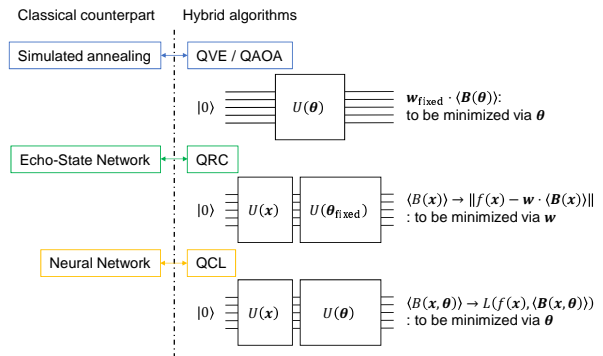 Classical counterpart
Hybrid algorithms
Simulated annealing
QVE / QAOA
|0⟩
U(θ)
w_fixed · ⟨B(θ)⟩:
to be minimized via θ
Echo-State Network
QRC
|0⟩
U(x)
U(θ_fixed)
⟨B(x)⟩ → ‖f(x) − w · ⟨B(x)⟩‖
: to be minimized via w
Neural Network
QCL
|0⟩
U(x)
U(θ)
⟨B(x, θ)⟩ → L(f(x), ⟨B(x, θ)⟩)
: to be minimized via θ